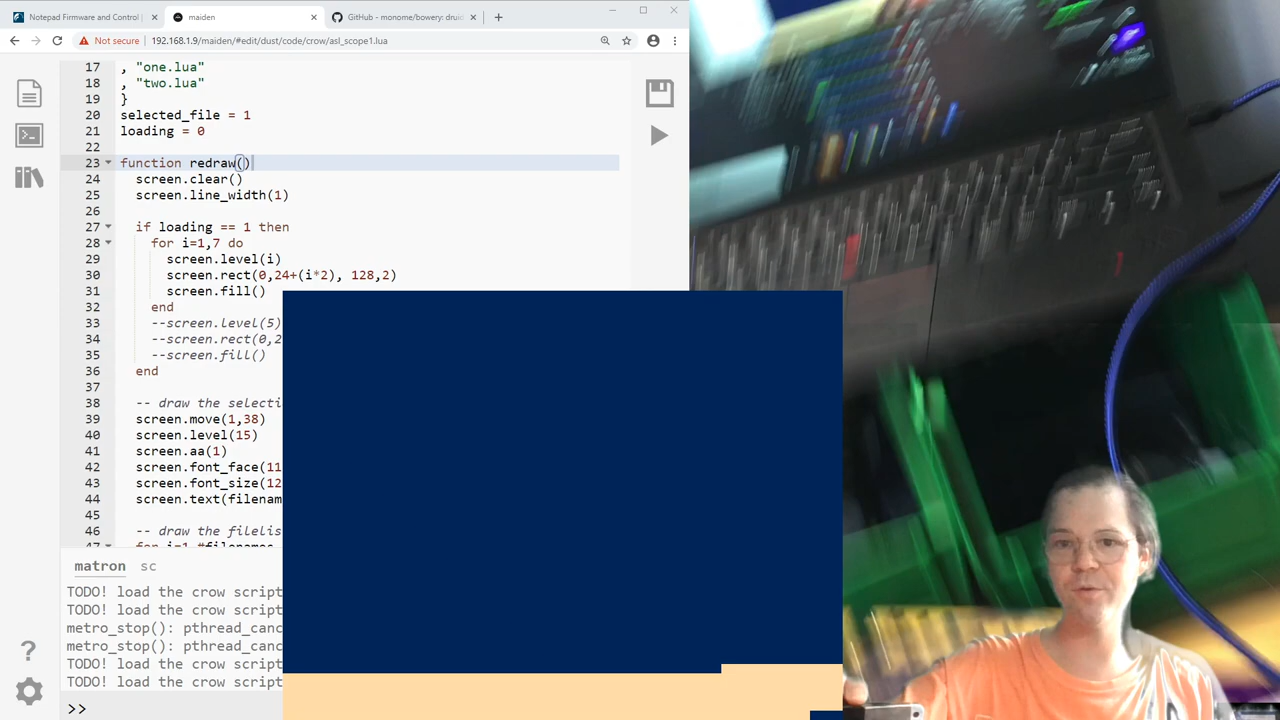 Notepad Firmware and Control |
maiden
GitHub - monome/bowery: druid
Not secure | 192.168.1.9/maiden/#edit/dust/code/crow/asl_scope1.lua
17 , "one.lua"
18 , "two.lua"
19 }
20 selected_file = 1
21 loading = 0
22
23 function redraw()
24 screen.clear()
25 screen.line_width(1)
26
27 if loading == 1 then
28 for i=1,7 do
29 screen.level(i)
30 screen.rect(0,24+(i*2), 128,2)
31 screen.fill()
32 end
33 --screen.level(5)
34 --screen.rect(0,2
35 --screen.fill()
36 end
37
38 -- draw the selecti
39 screen.move(1,38)
40 screen.level(15)
41 screen.aa(1)
42 screen.font_face(11
43 screen.font_size(12
44 screen.text(filenam
45
46 -- draw the filelis
47 for i=1,#filenames
matron sc
TODO! load the crow script
TODO! load the crow script
metro_stop(): pthread_canc
metro_stop(): pthread_canc
TODO! load the crow script
TODO! load the crow script
>>